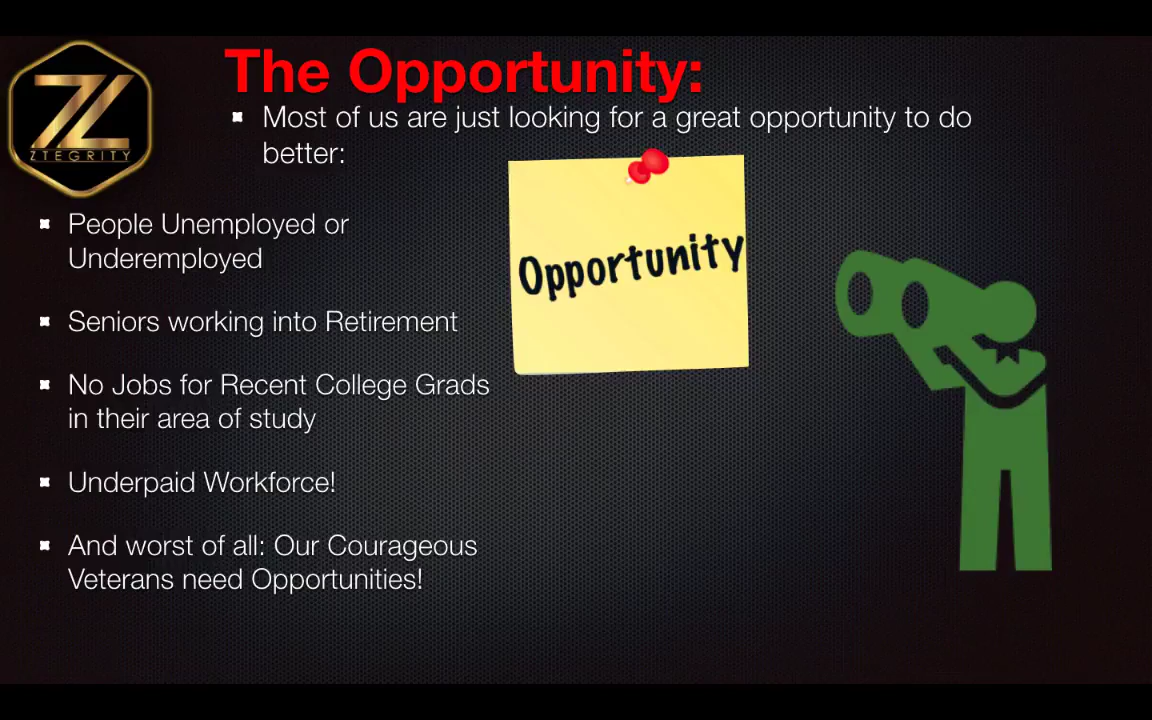 The Opportunity:
Most of us are just looking for a great opportunity to do
better:
ZTEGRITY
Opportunity
People Unemployed or
Underemployed
Seniors working into Retirement
No Jobs for Recent College Grads
in their area of study
Underpaid Workforce!
And worst of all: Our Courageous
Veterans need Opportunities!